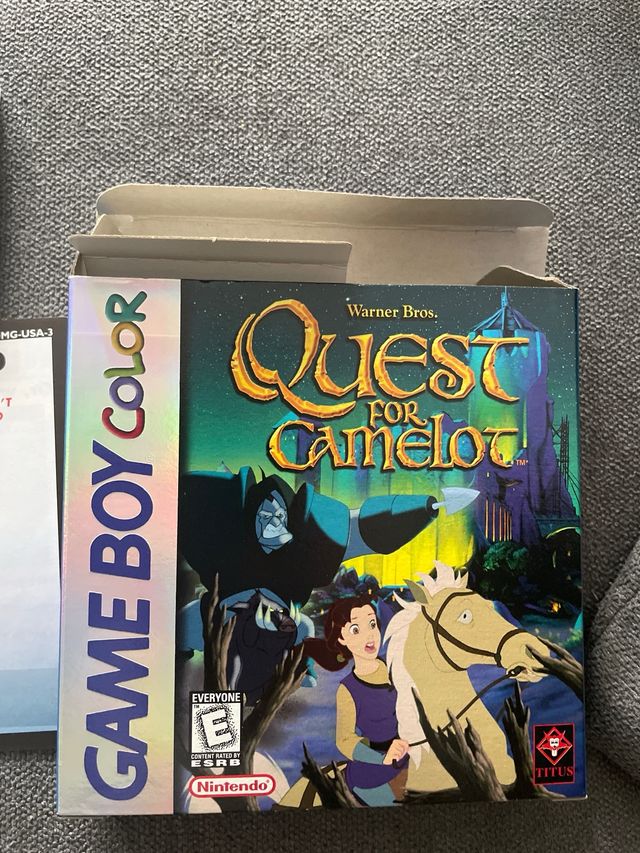 MG-USA-3
'T
GAME BOY COLOR
Warner Bros.
QUEST
FOR
CAMELOT
TM
EVERYONE
TM
E
CONTENT RATED BY
ESRB
Nintendo
TITUS